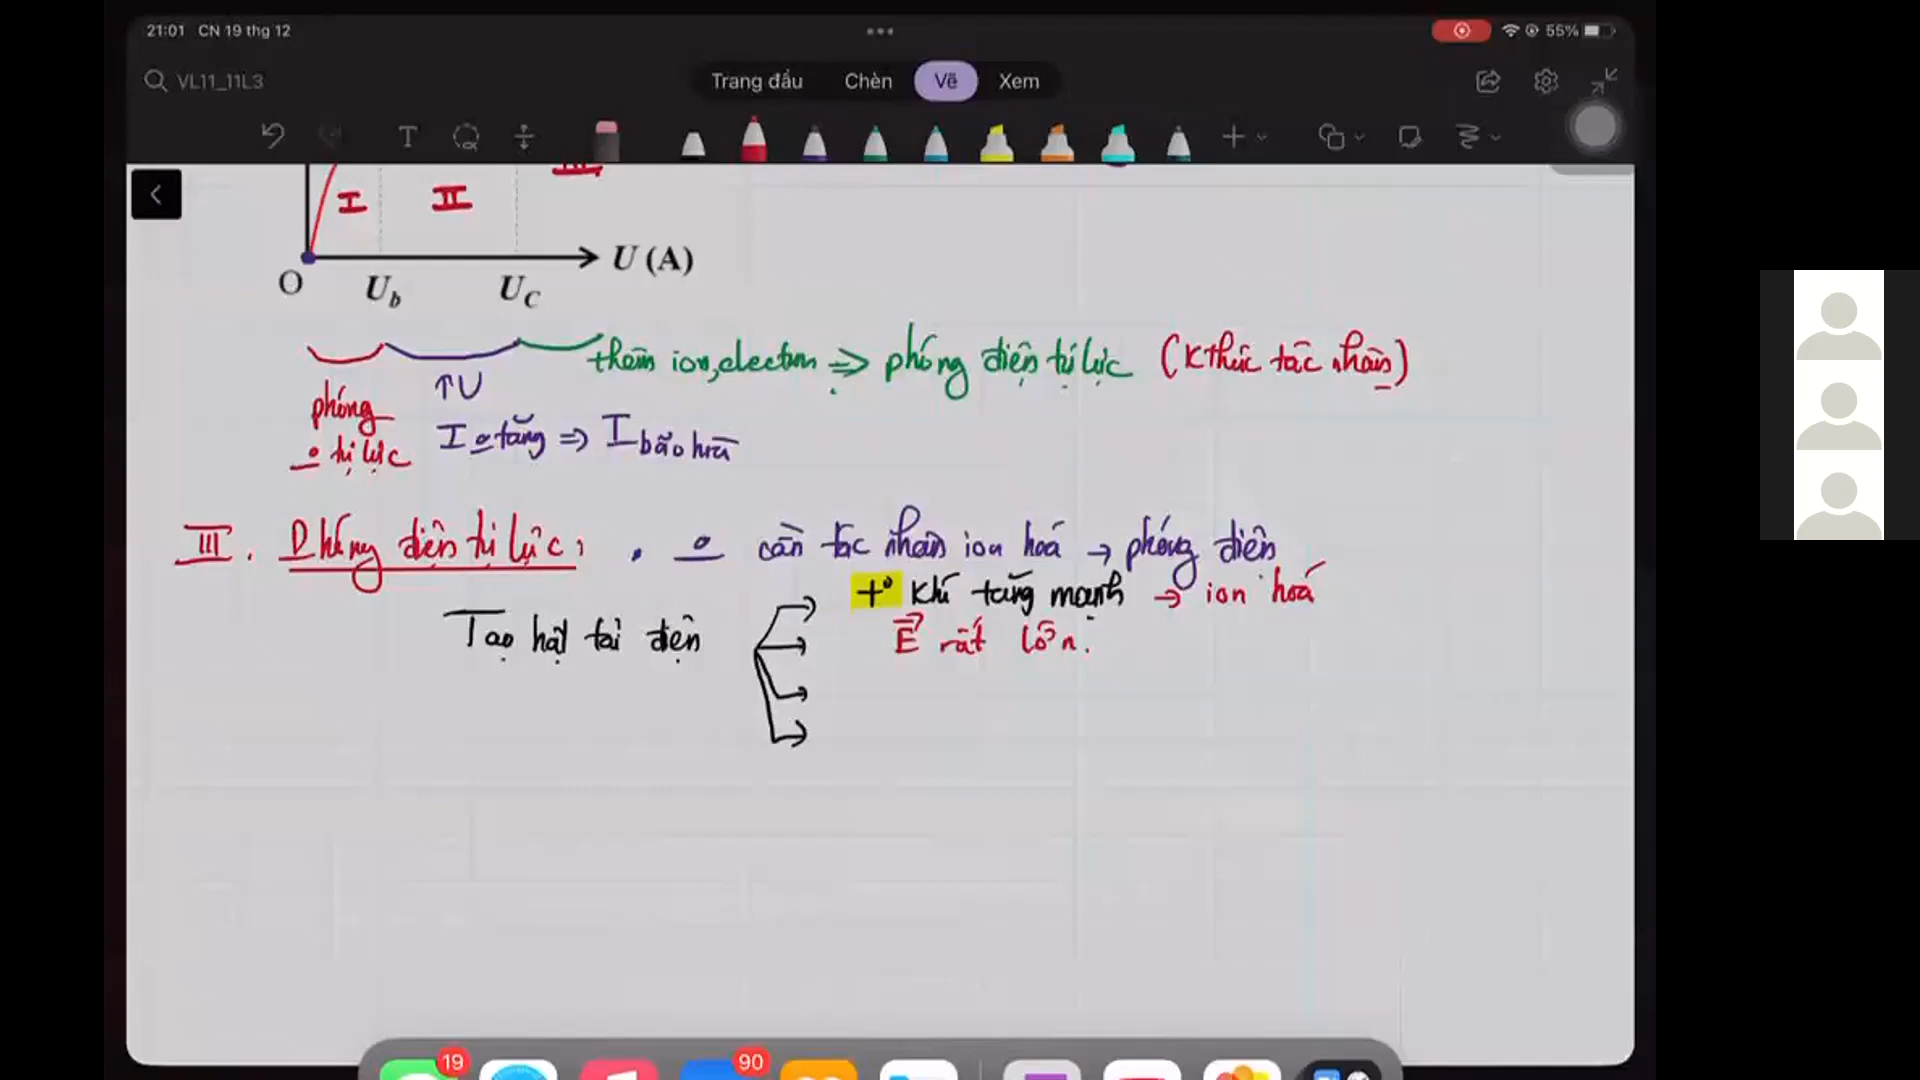 21:01 CN 19 thg 12
55%
VL11_11L3
Trang đầu Chèn Vẽ Xem
I II III
O U_b U_C U (A)
thêm ion, electron => phóng điện tự lực (K thức tác nhân)
↑U
phóng
tự lực
I tăng => I bão hoà
III. Phóng điện tự lực: cần tác nhân ion hoá → phóng điện
+° Khí tăng mạnh → ion hoá
Tạo hạt tải điện
E rất lớn.
19 90